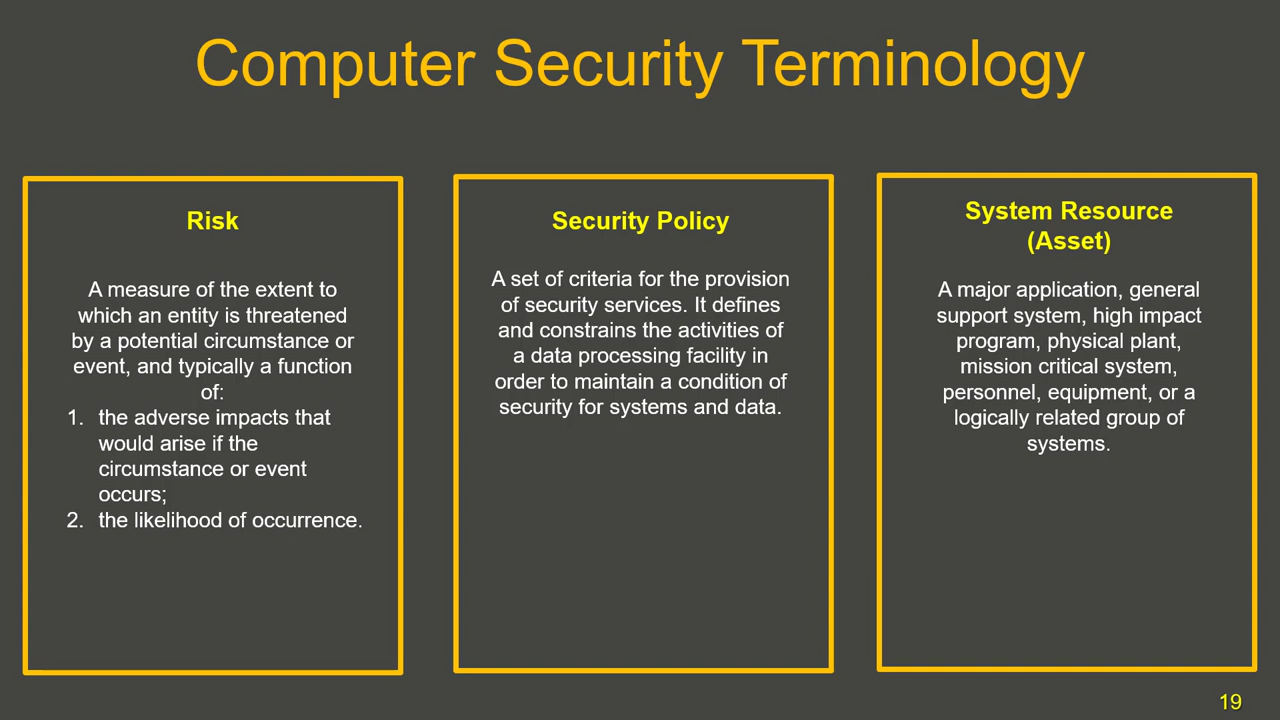 Computer Security Terminology
Risk
A measure of the extent to
which an entity is threatened
by a potential circumstance or
event, and typically a function
of:
1. the adverse impacts that
would arise if the
circumstance or event
occurs;
2. the likelihood of occurrence.
Security Policy
A set of criteria for the provision
of security services. It defines
and constrains the activities of
a data processing facility in
order to maintain a condition of
security for systems and data.
System Resource
(Asset)
A major application, general
support system, high impact
program, physical plant,
mission critical system,
personnel, equipment, or a
logically related group of
systems.
19